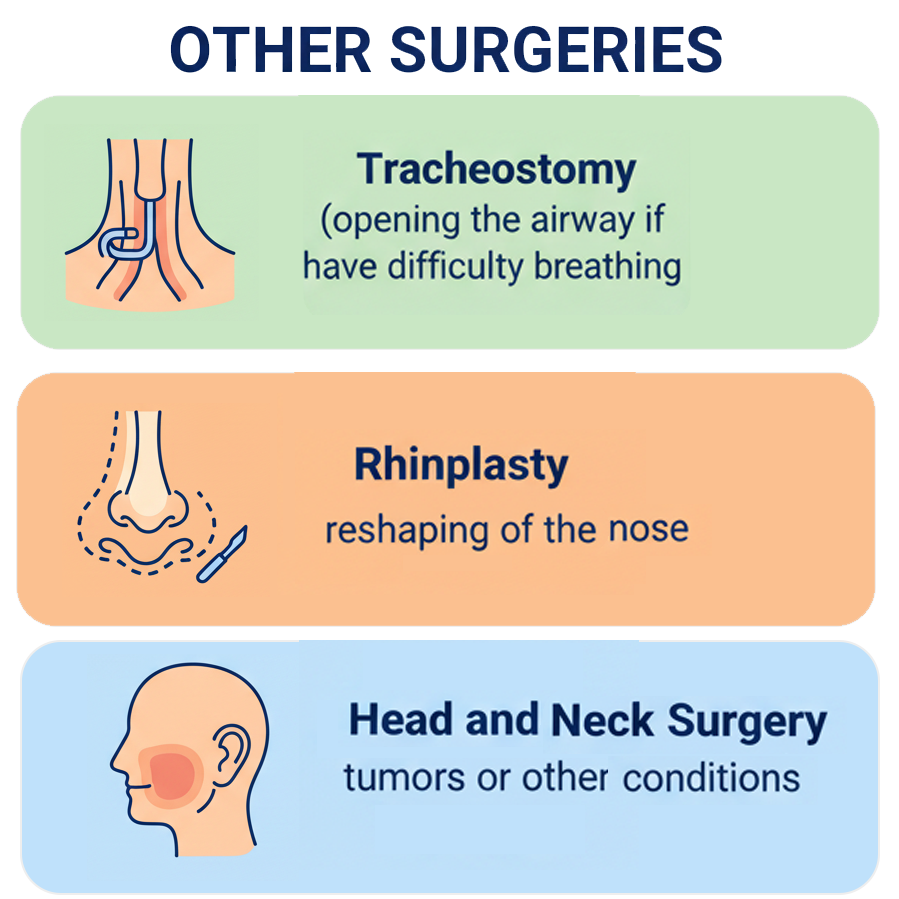 OTHER SURGERIES
Tracheostomy
(opening the airway if
have difficulty breathing
Rhinplasty
reshaping of the nose
Head and Neck Surgery
tumors or other conditions